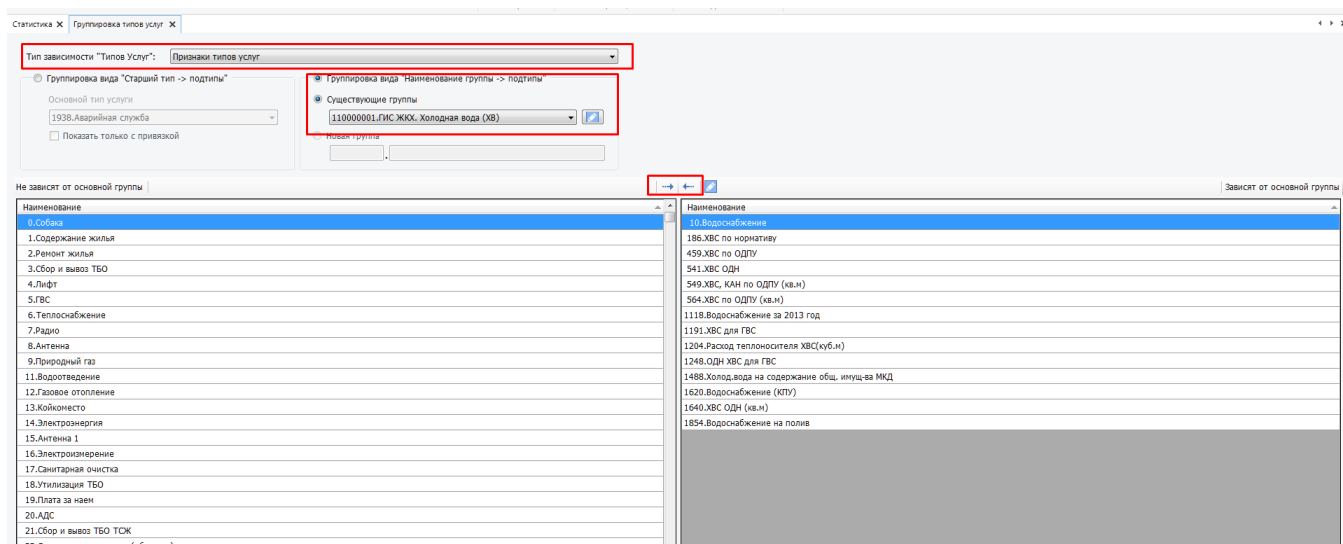 Статистика X Группировка типов услуг X
Тип зависимости "Типов Услуг": Признаки типов услуг
Группировка вида "Старший тип -> подтипы"
Основной тип услуги
1938.Аварийная служба
Показать только с привязкой
Группировка вида "Наименование группы -> подтипы"
Существующие группы
110000001.ГИС ЖКХ. Холодная вода (ХВ)
Новая группа
.
Не зависят от основной группы
Зависят от основной группы
Наименование
0.Собака
1.Содержание жилья
2.Ремонт жилья
3.Сбор и вывоз ТБО
4.Лифт
5.ГВС
6.Теплоснабжение
7.Радио
8.Антенна
9.Природный газ
11.Водоотведение
12.Газовое отопление
13.Койкоместо
14.Электроэнергия
15.Антенна 1
16.Электроизмерение
17.Санитарная очистка
18.Утилизация ТБО
19.Плата за наем
20.АДС
21.Сбор и вывоз ТБО ТСЖ
Наименование
10.Водоснабжение
186.ХВС по нормативу
459.ХВС по ОДПУ
541.ХВС ОДН
549.ХВС, КАН по ОДПУ (кв.м)
564.ХВС по ОДПУ (кв.м)
1118.Водоснабжение за 2013 год
1191.ХВС для ГВС
1204.Расход теплоносителя ХВС(куб.м)
1248.ОДН ХВС для ГВС
1488.Холод.вода на содержание общ. имущ-ва МКД
1620.Водоснабжение (КПУ)
1640.ХВС ОДН (кв.м)
1854.Водоснабжение на полив